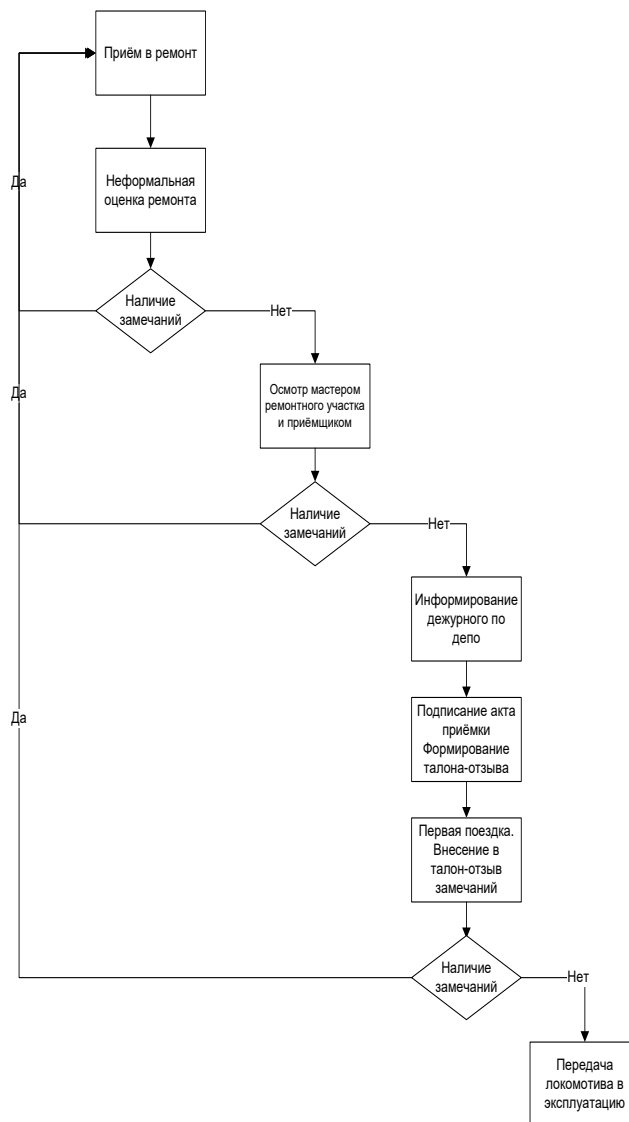 Приём в ремонт
Да
Неформальная
оценка ремонта
Наличие
замечаний
Нет
Да
Осмотр мастером
ремонтного участка
и приёмщиком
Наличие
замечаний
Нет
Информирование
дежурного по
депо
Да
Подписание акта
приёмки
Формирование
талона-отзыва
Первая поездка.
Внесение в
талон-отзыв
замечаний
Наличие
замечаний
Нет
Передача
локомотива в
эксплуатацию